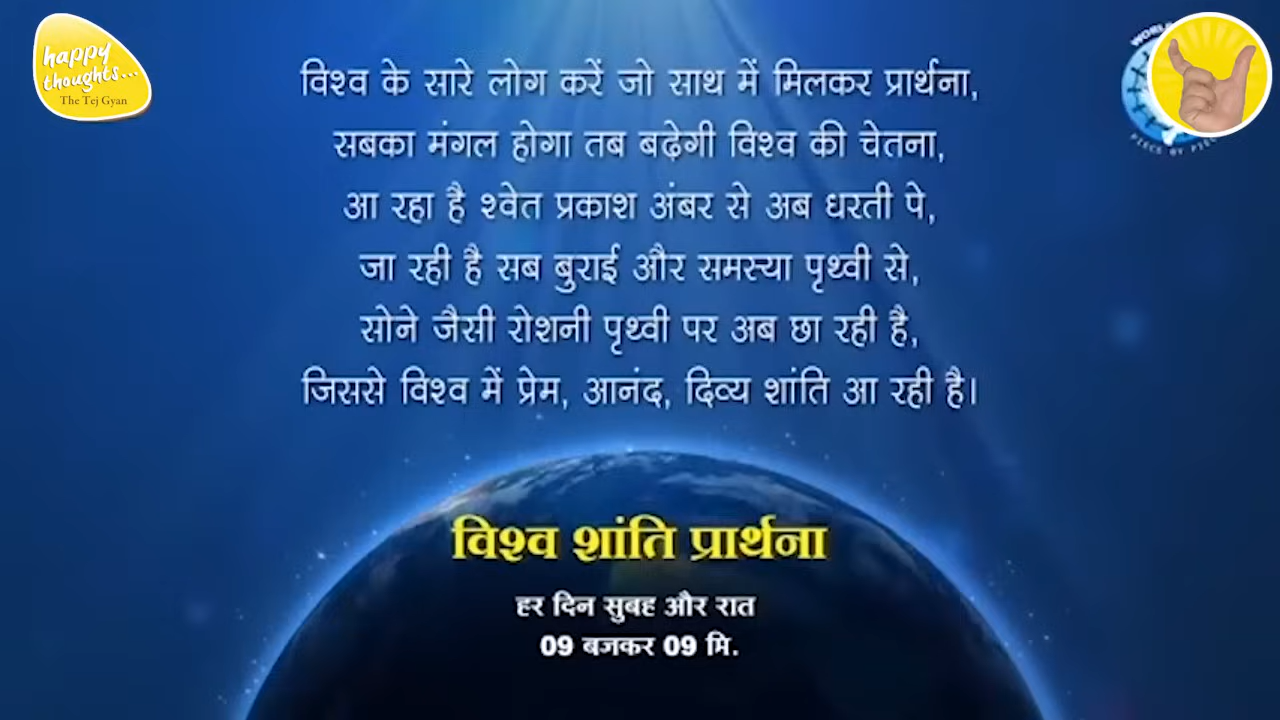 happy
thoughts...
The Tej Gyan
विश्व के सारे लोग करें जो साथ में मिलकर प्रार्थना,
सबका मंगल होगा तब बढ़ेगी विश्व की चेतना,
आ रहा है श्वेत प्रकाश अंबर से अब धरती पे,
जा रही है सब बुराई और समस्या पृथ्वी से,
सोने जैसी रोशनी पृथ्वी पर अब छा रही है,
जिससे विश्व में प्रेम, आनंद, दिव्य शांति आ रही है।
विश्व शांति प्रार्थना
हर दिन सुबह और रात
09 बजकर 09 मि.